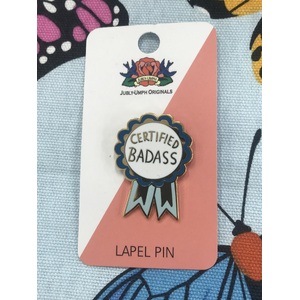 JUBLY-UMPH ORIGINALS
CERTIFIED
BADASS
LAPEL PIN